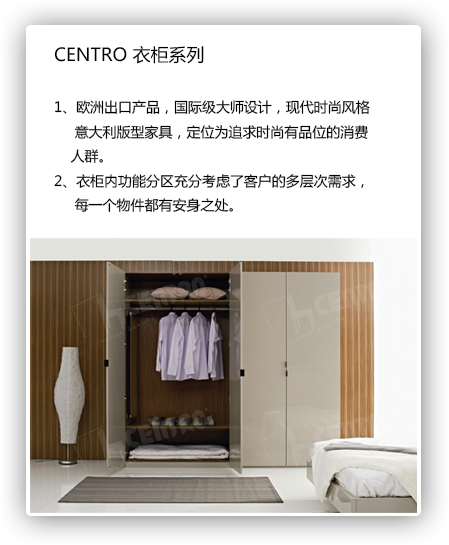 CENTRO 衣柜系列
1、欧洲出口产品，国际级大师设计，现代时尚风格
意大利版型家具，定位为追求时尚有品位的消费
人群。
2、衣柜内功能分区充分考虑了客户的多层次需求，
每一个物件都有安身之处。
CENTRO
CENTRO